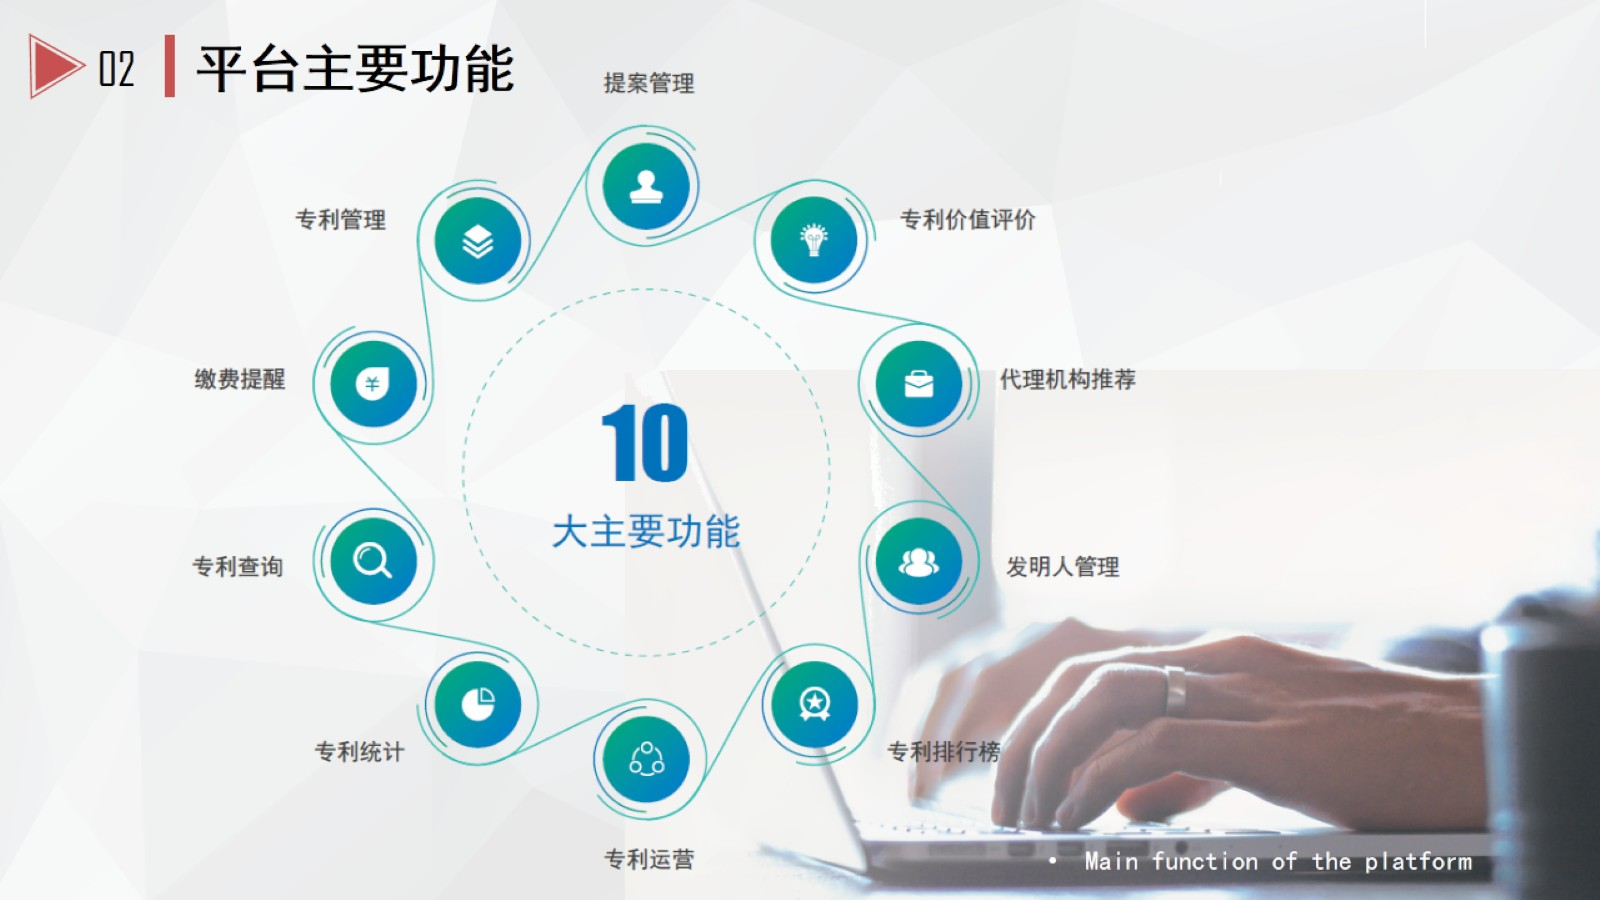 02 平台主要功能
提案管理
专利管理
专利价值评价
缴费提醒
代理机构推荐
10
大主要功能
专利查询
发明人管理
专利统计
专利排行榜
专利运营
• Main function of the platform